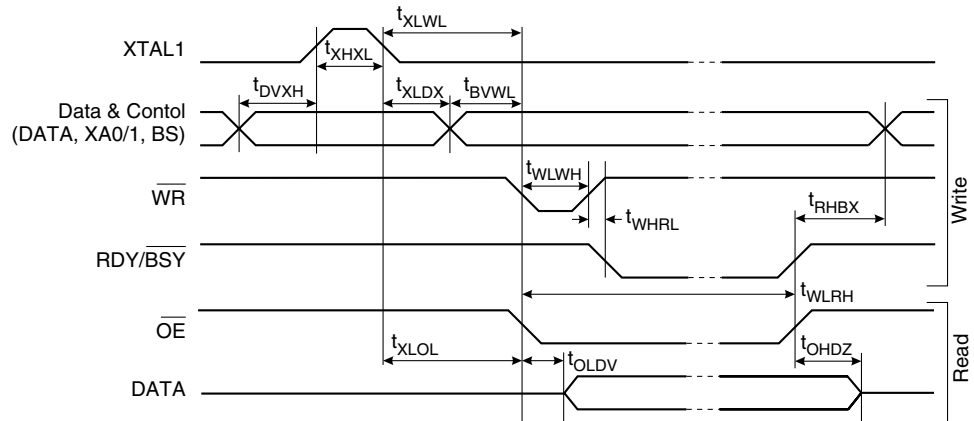 XTAL1
t_XLWL
t_XHXL
Data & Contol
(DATA, XA0/1, BS)
t_DVXH
t_XLDX
t_BVWL
WR
t_WLWH
t_WHRL
t_RHBX
Write
RDY/BSY
t_WLRH
OE
t_XLOL
t_OLDV
t_OHDZ
Read
DATA